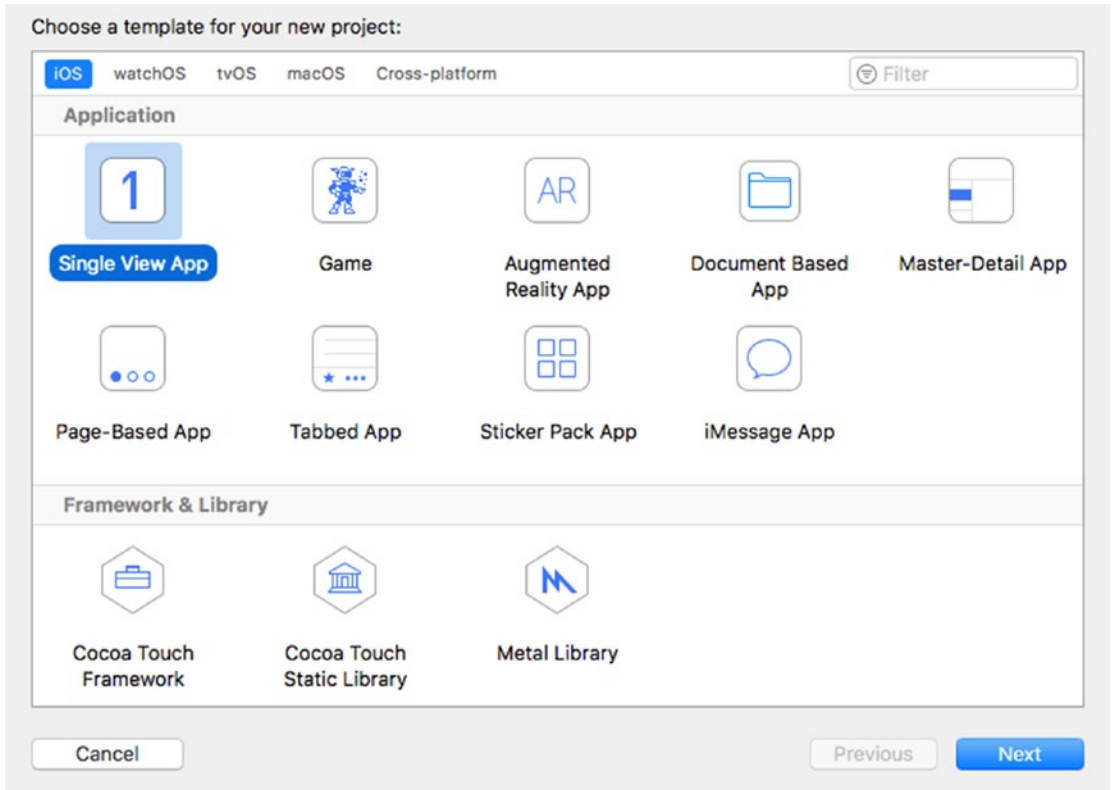 Choose a template for your new project:
iOS watchOS tvOS macOS Cross-platform Filter
Application
1 AR
Single View App Game Augmented Reality App Document Based App Master-Detail App
Page-Based App Tabbed App Sticker Pack App iMessage App
Framework & Library
Cocoa Touch Framework Cocoa Touch Static Library Metal Library
Cancel Previous Next